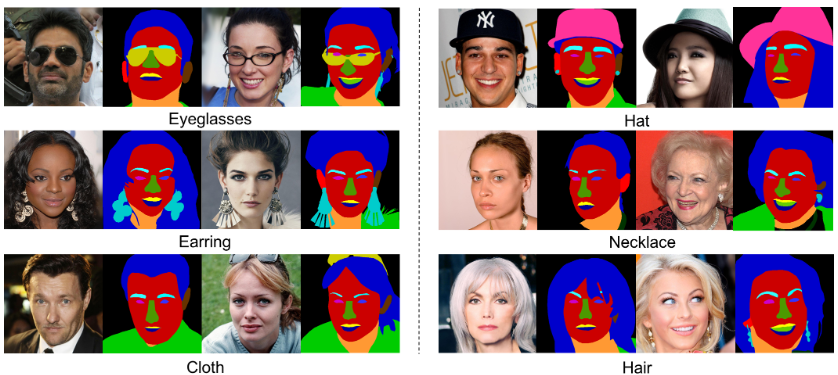 Eyeglasses
Hat
Earring
Necklace
Cloth
Hair
NY